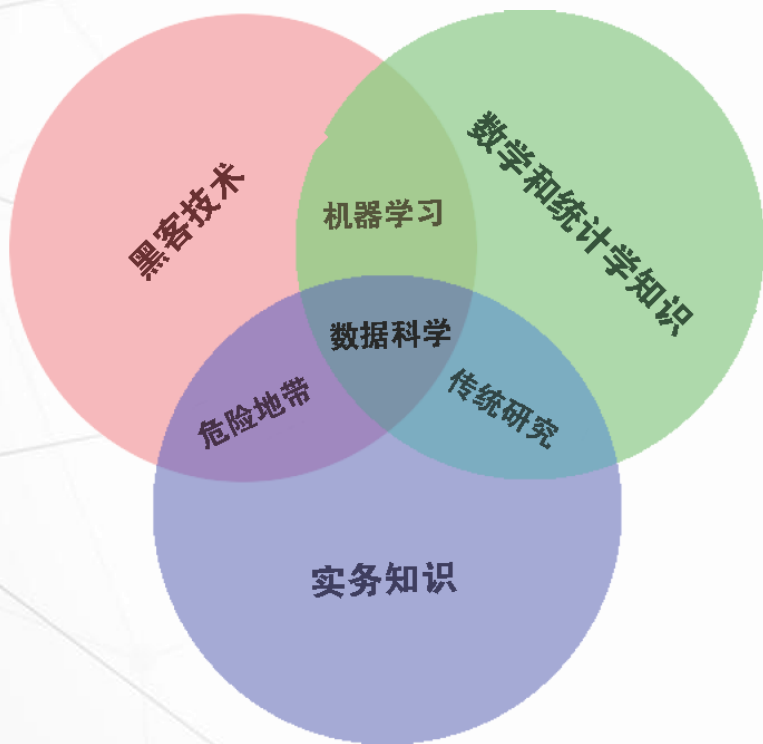 黑客技术
数学和统计学知识
机器学习
数据科学
危险地带
传统研究
实务知识